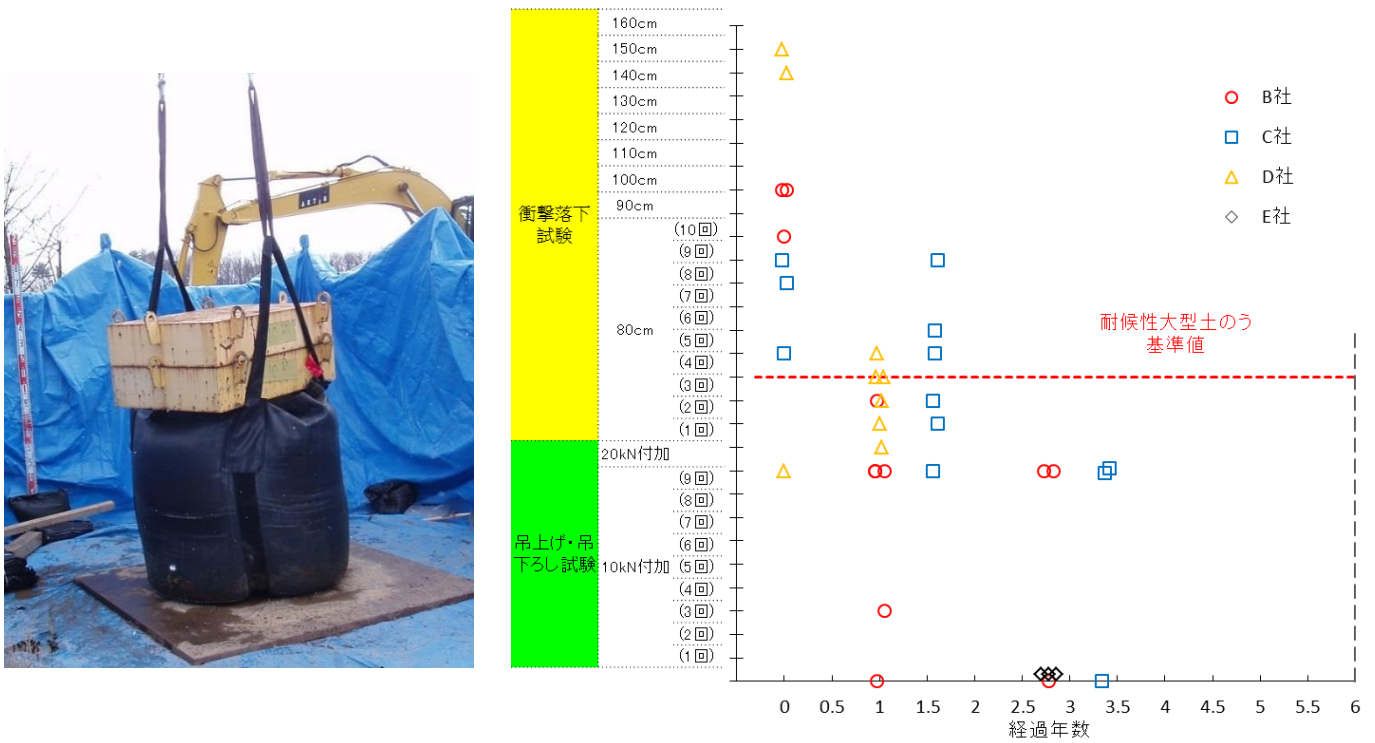 160cm
150cm
140cm
130cm
120cm
110cm
100cm
90cm
衝撃落下
試験
80cm
(10回)
(9回)
(8回)
(7回)
(6回)
(5回)
(4回)
(3回)
(2回)
(1回)
20kN付加
吊上げ・吊
下ろし試験
10kN付加
(9回)
(8回)
(7回)
(6回)
(5回)
(4回)
(3回)
(2回)
(1回)
B社
C社
D社
E社
耐候性大型土のう
基準値
0 0.5 1 1.5 2 2.5 3 3.5 4 4.5 5 5.5 6
経過年数